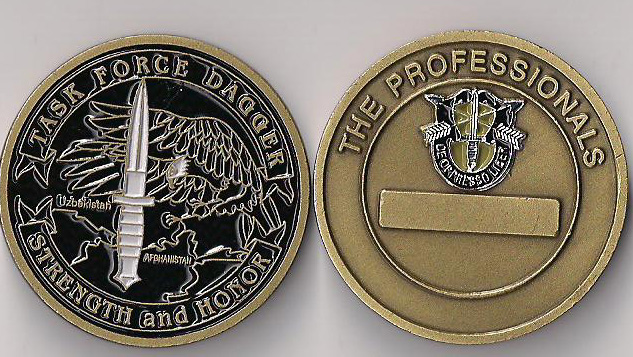 TASK FORCE DAGGER
Uzbekistan
AFGHANISTAN
STRENGTH and HONOR
THE PROFESSIONALS
DE OPPRESSO LIBER